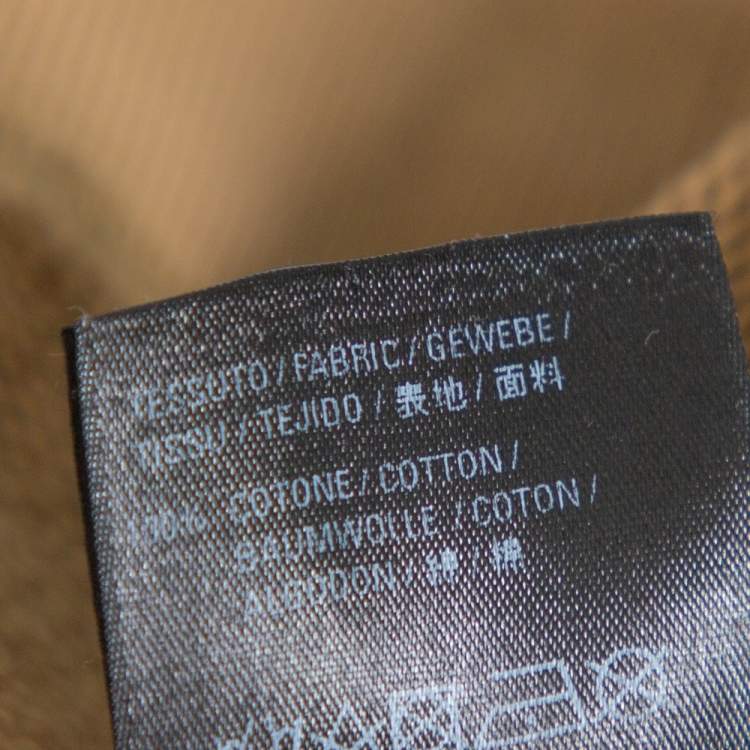 TESSUTO / FABRIC / GEWEBE /
TISSU / TEJIDO / 表地 / 面料
100% COTONE / COTTON /
BAUMWOLLE / COTON /
ALGODON / 綿 / 棉